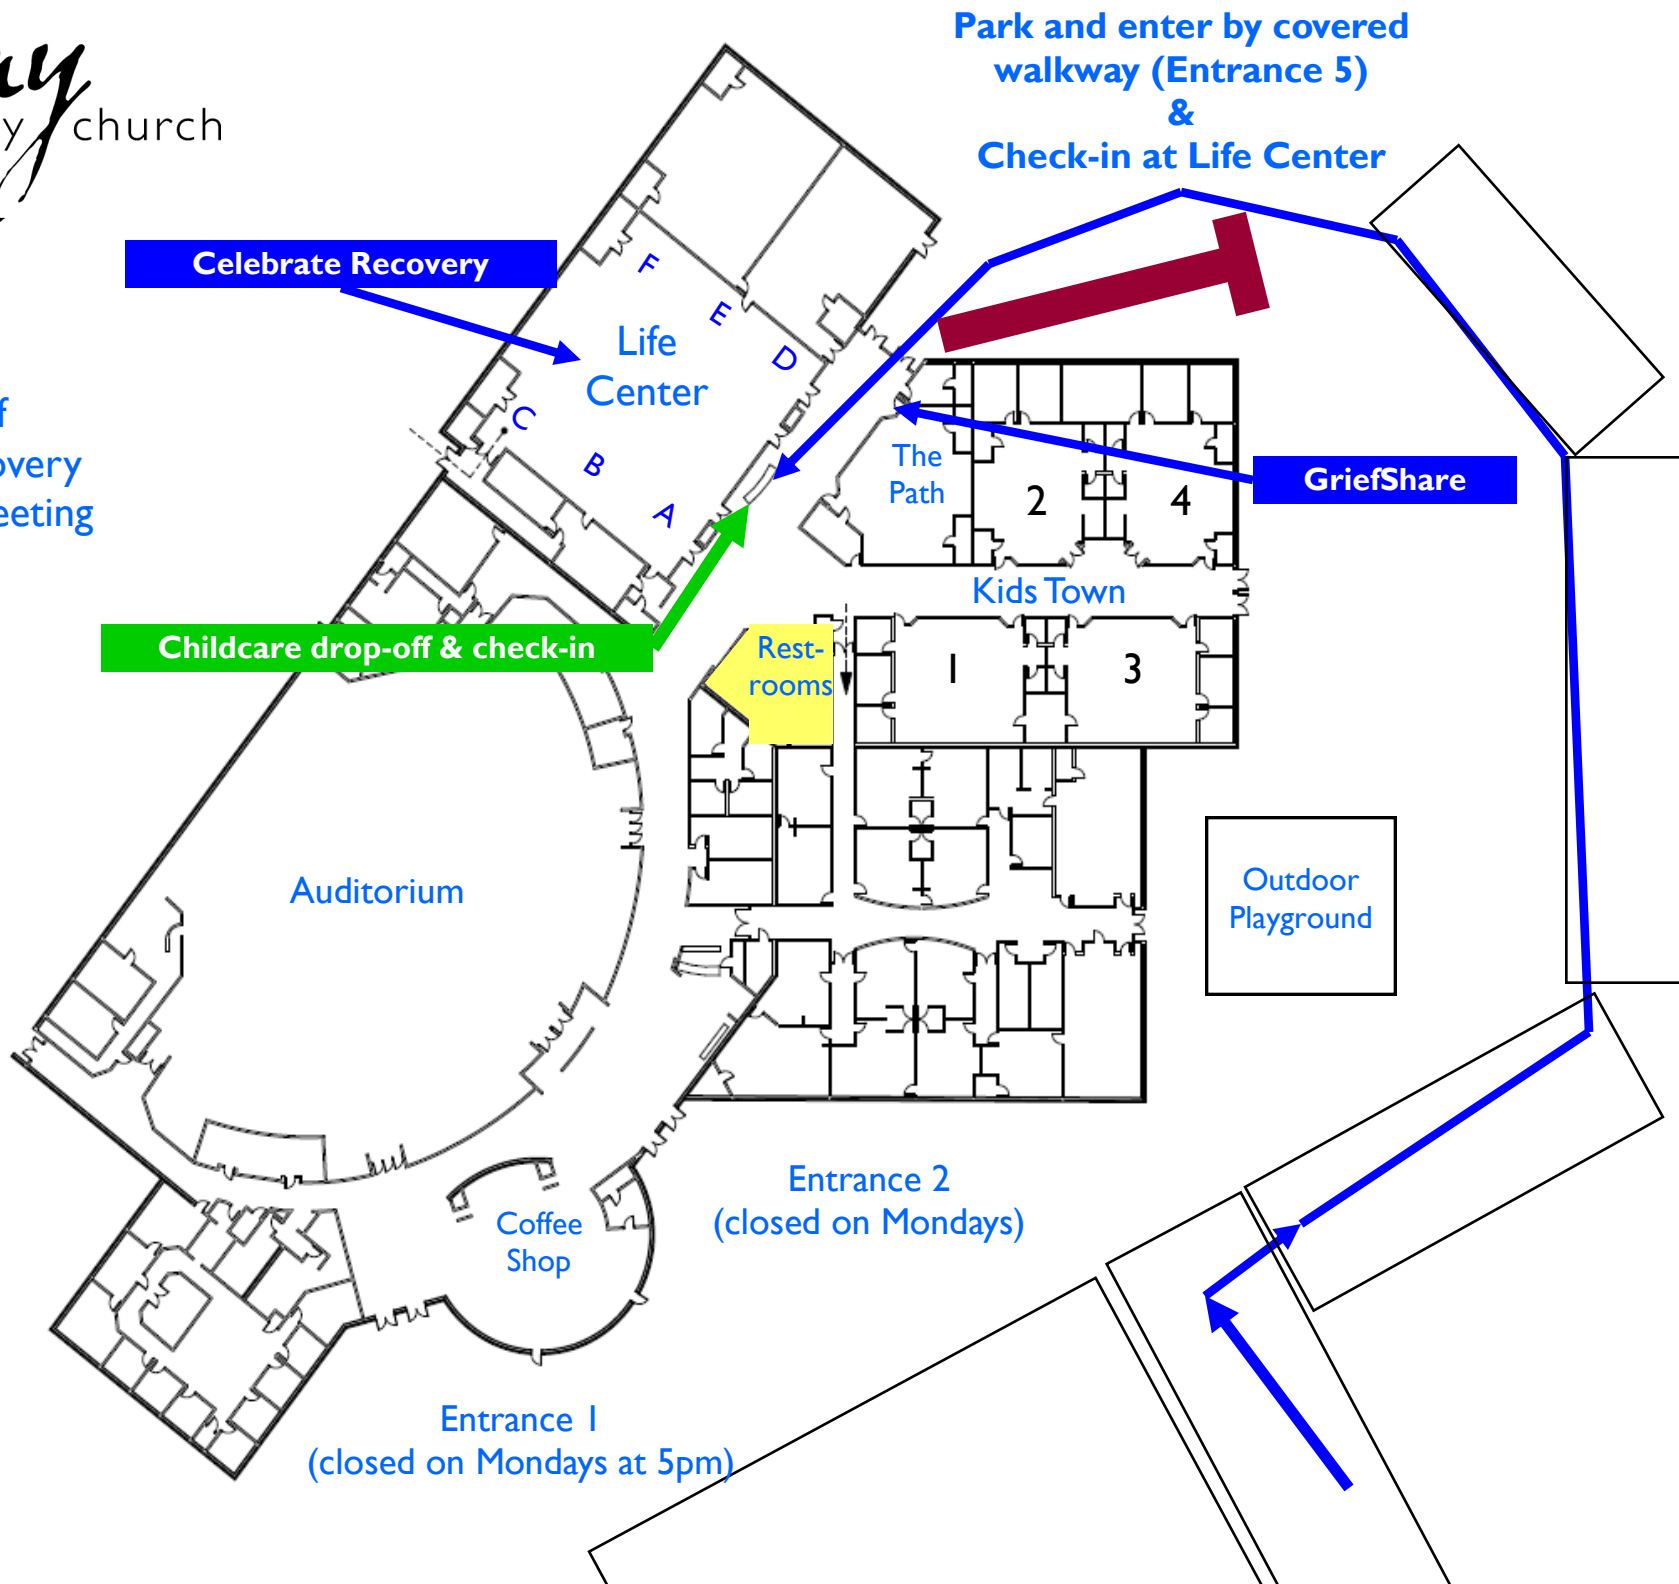 Park and enter by covered
walkway (Entrance 5)
&
Check-in at Life Center
church
Celebrate Recovery
F
E
D
Life
Center
C
B
A
The
Path
2
4
GriefShare
Kids Town
Childcare drop-off & check-in
Rest-
rooms
1
3
Auditorium
Outdoor
Playground
Entrance 2
(closed on Mondays)
Coffee
Shop
Entrance 1
(closed on Mondays at 5pm)